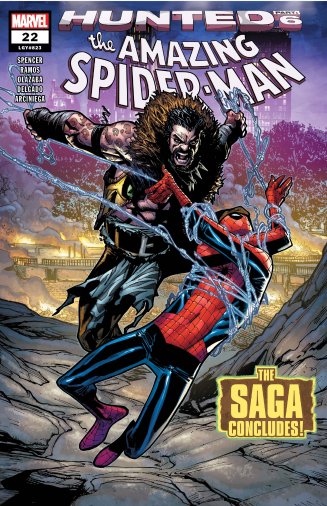 HUNTED PART 6
MARVEL
22
LGY#823
the AMAZING
SPIDER-MAN
SPENCER
RAMOS
OLAZABA
DELGADO
ARCINIEGA
THE
SAGA
CONCLUDES!